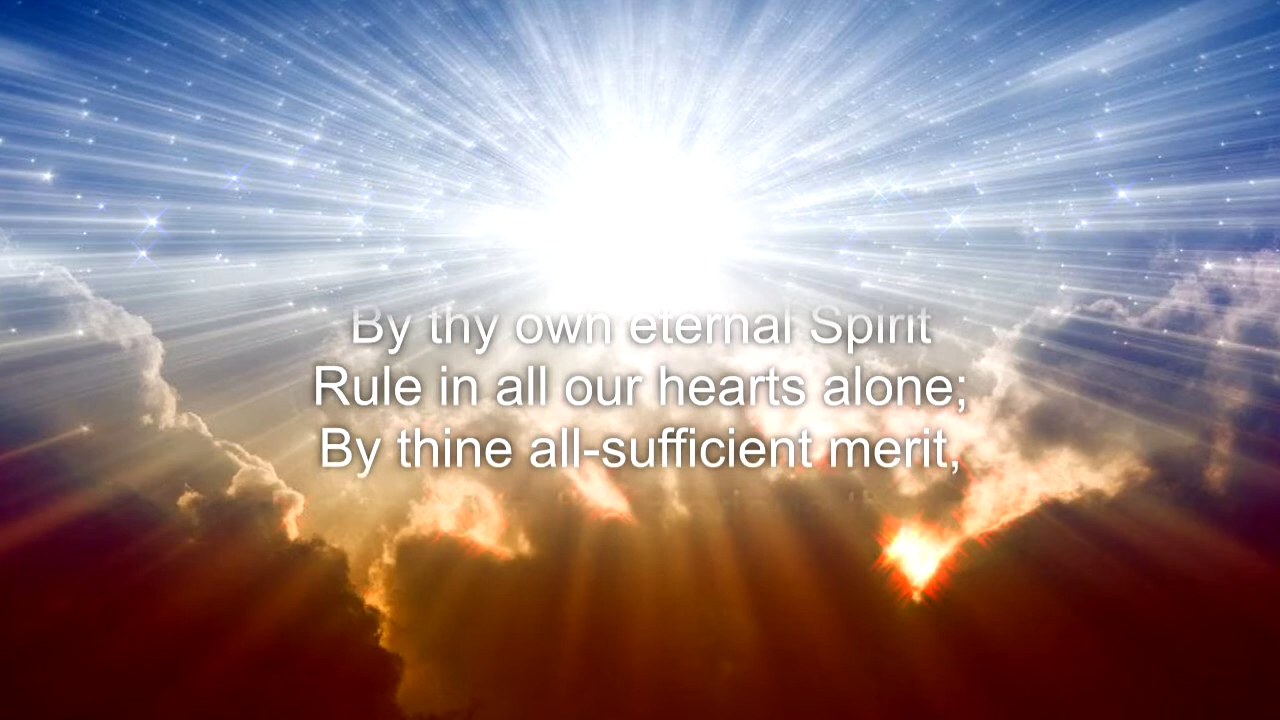 By thy own eternal Spirit
Rule in all our hearts alone;
By thine all-sufficient merit,